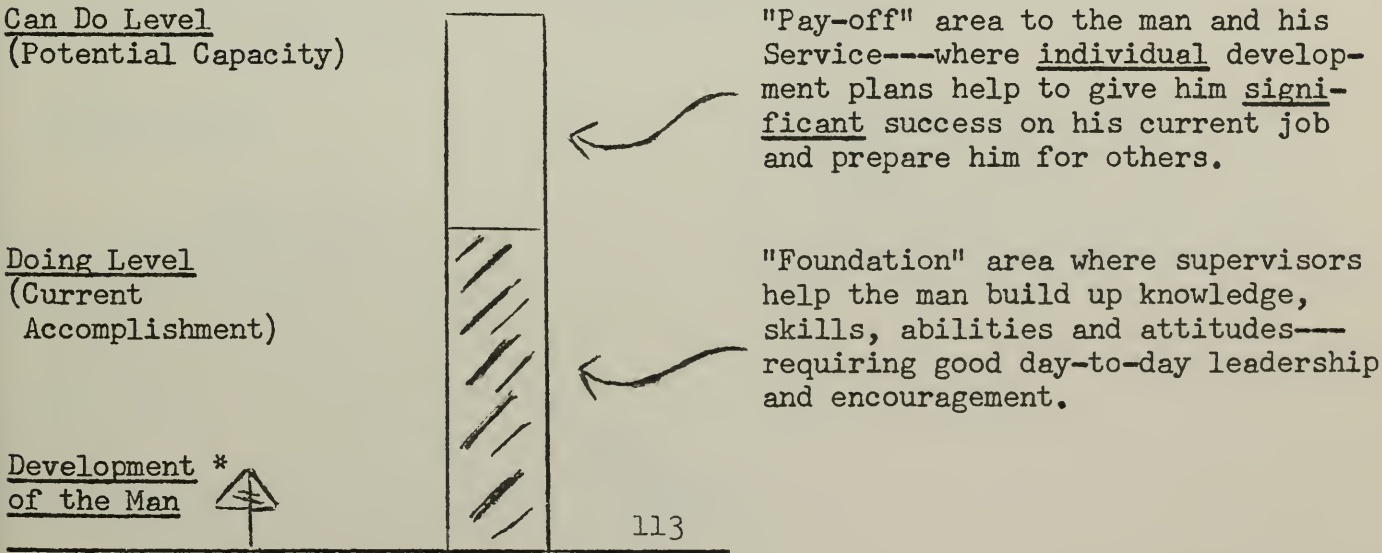 Can Do Level
(Potential Capacity)
"Pay-off" area to the man and his
Service---where individual develop-
ment plans help to give him signi-
ficant success on his current job
and prepare him for others.
Doing Level
(Current
Accomplishment)
"Foundation" area where supervisors
help the man build up knowledge,
skills, abilities and attitudes---
requiring good day-to-day leadership
and encouragement.
Development *
of the Man
113